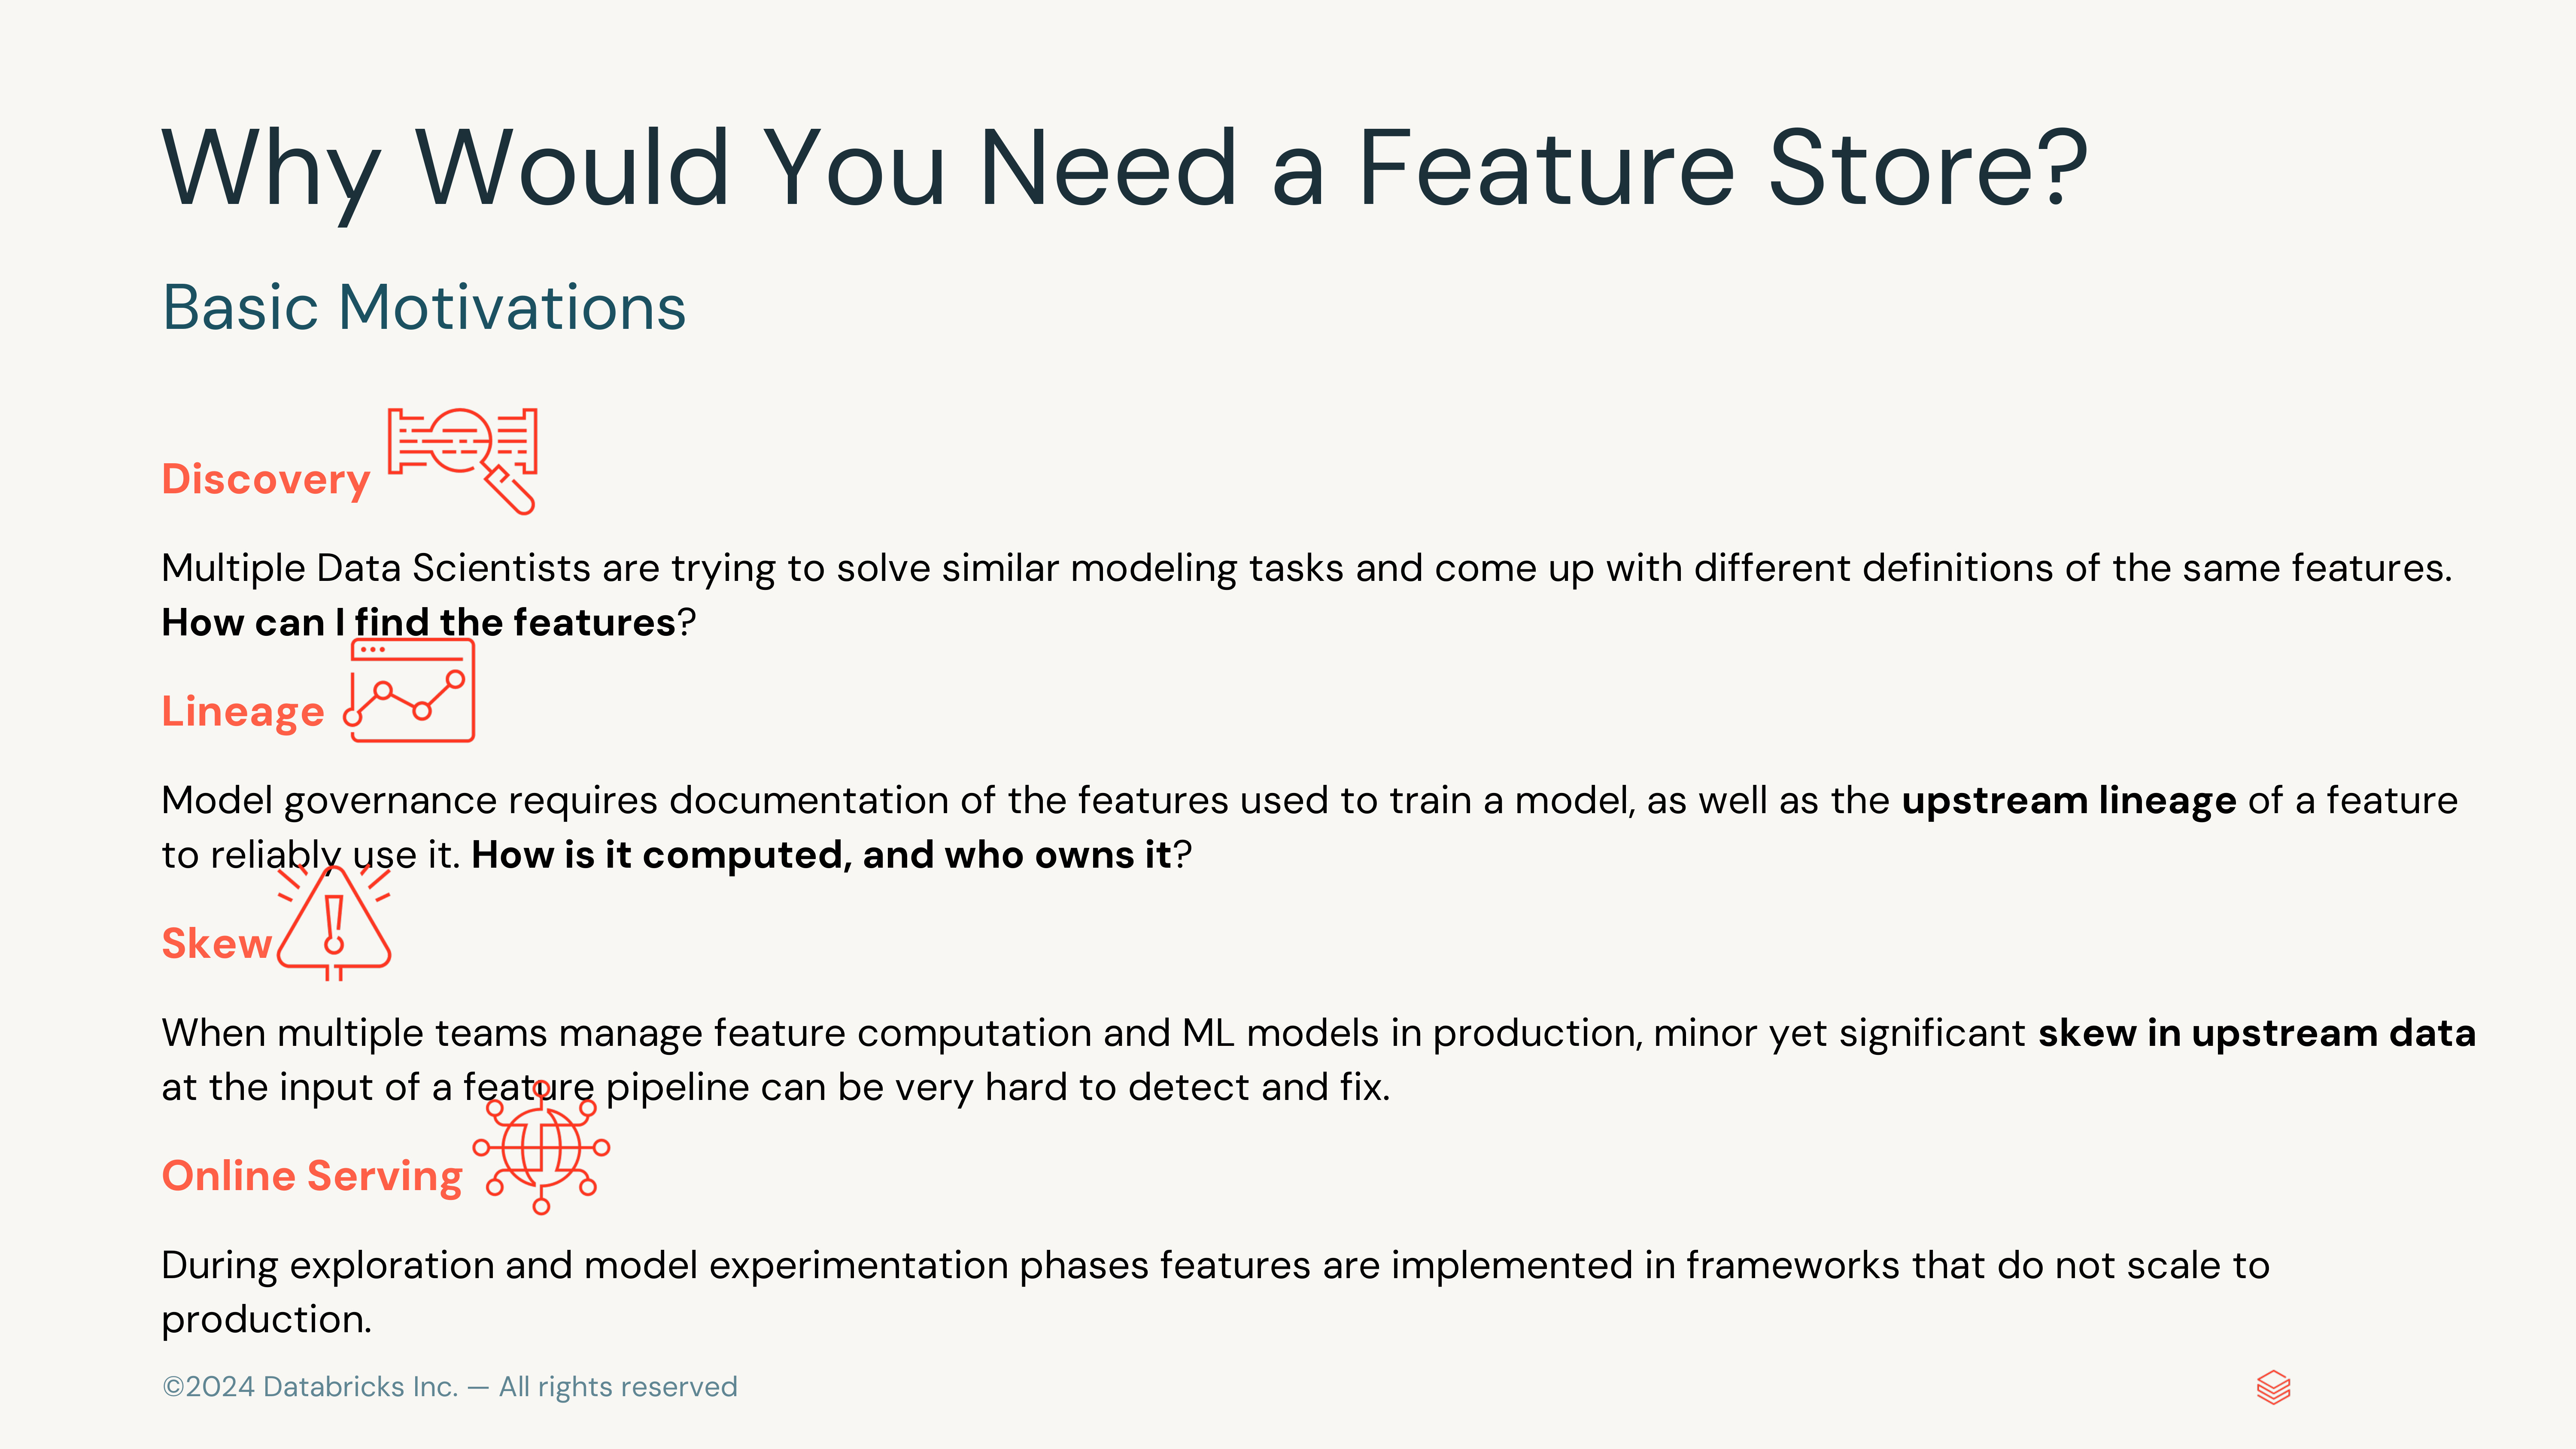 Why Would You Need a Feature Store?
Basic Motivations
Discovery
Multiple Data Scientists are trying to solve similar modeling tasks and come up with different definitions of the same features.
How can I find the features?
Lineage
Model governance requires documentation of the features used to train a model, as well as the upstream lineage of a feature
to reliably use it. How is it computed, and who owns it?
Skew
When multiple teams manage feature computation and ML models in production, minor yet significant skew in upstream data
at the input of a feature pipeline can be very hard to detect and fix.
Online Serving
During exploration and model experimentation phases features are implemented in frameworks that do not scale to
production.
©2024 Databricks Inc. — All rights reserved